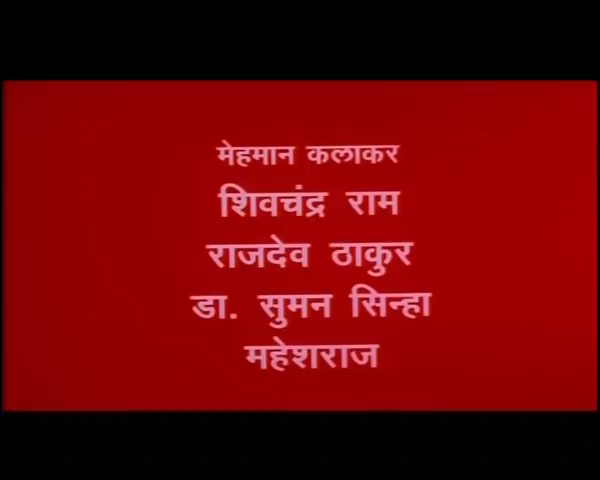 मेहमान कलाकर
शिवचंद्र राम
राजदेव ठाकुर
डा. सुमन सिन्हा
महेशराज